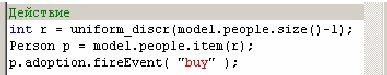 Действие
int r = uniform_discr(model.people.size()-1);
Person p = model.people.item(r);
p.adoption.fireEvent( "buy" );